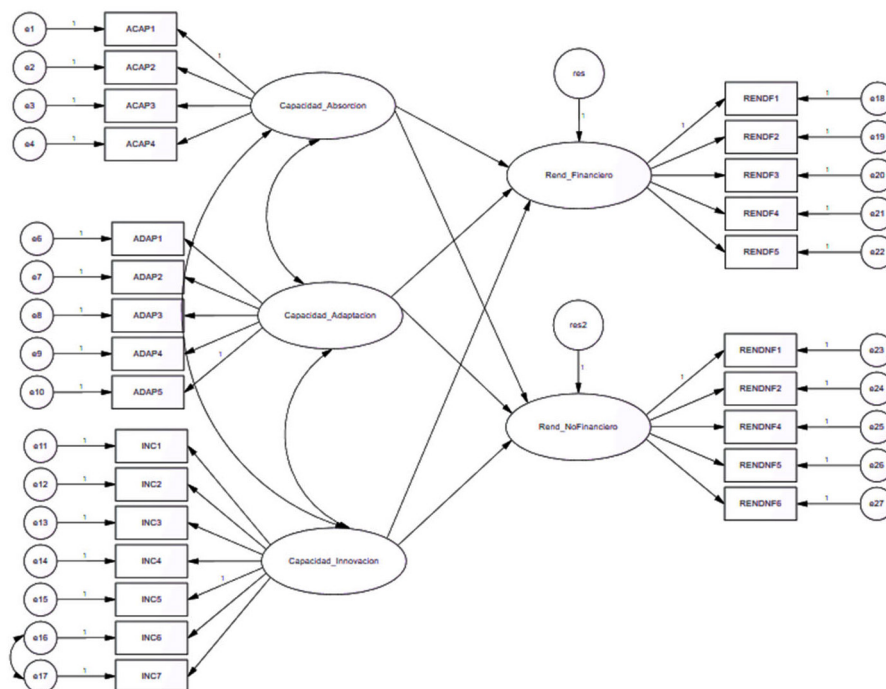 e1 1 ACAP1
e2 1 ACAP2
e3 1 ACAP3
e4 1 ACAP4
1
Capacidad_Absorcion
e6 1 ADAP1
e7 1 ADAP2
e8 1 ADAP3
e9 1 ADAP4
e10 1 ADAP5
1
Capacidad_Adaptacion
e11 1 INC1
e12 1 INC2
e13 1 INC3
e14 1 INC4
e15 1 INC5
e16 1 INC6
e17 1 INC7
1
Capacidad_Innovacion
res
1
Rend_Financiero
1
RENDF1 1 e18
RENDF2 1 e19
RENDF3 1 e20
RENDF4 1 e21
RENDF5 1 e22
res2
1
Rend_NoFinanciero
1
RENDNF1 1 e23
RENDNF2 1 e24
RENDNF4 1 e25
RENDNF5 1 e26
RENDNF6 1 e27